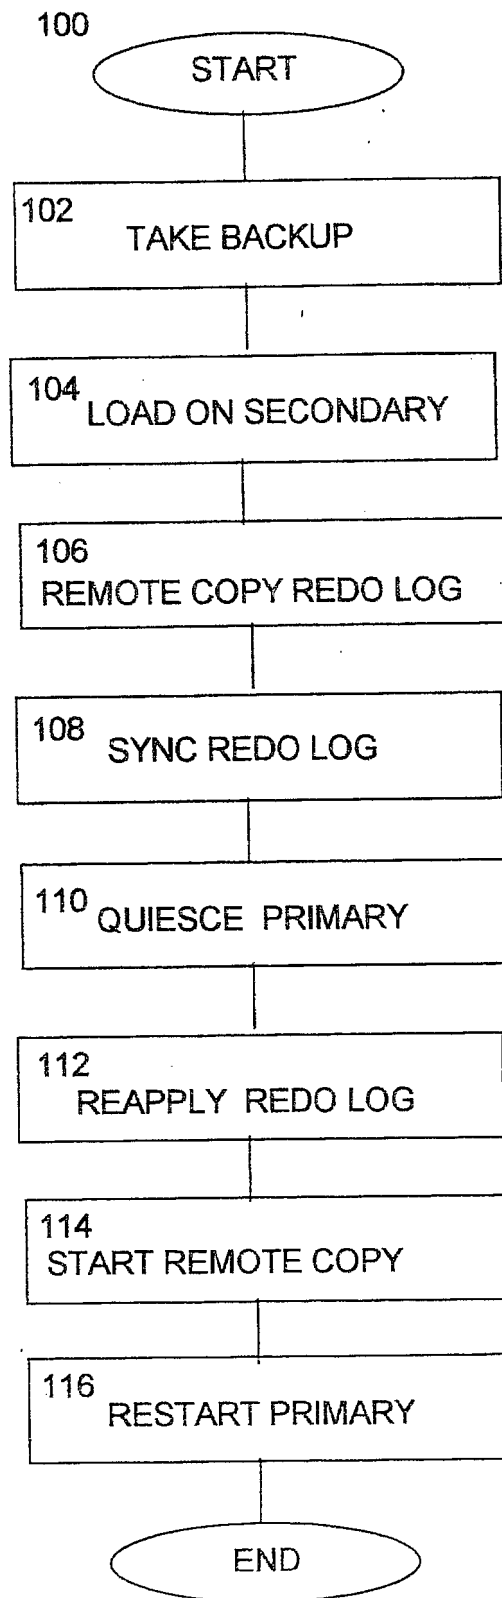 100
START
102
TAKE BACKUP
104
LOAD ON SECONDARY
106
REMOTE COPY REDO LOG
108
SYNC REDO LOG
110
QUIESCE PRIMARY
112
REAPPLY REDO LOG
114
START REMOTE COPY
116
RESTART PRIMARY
END